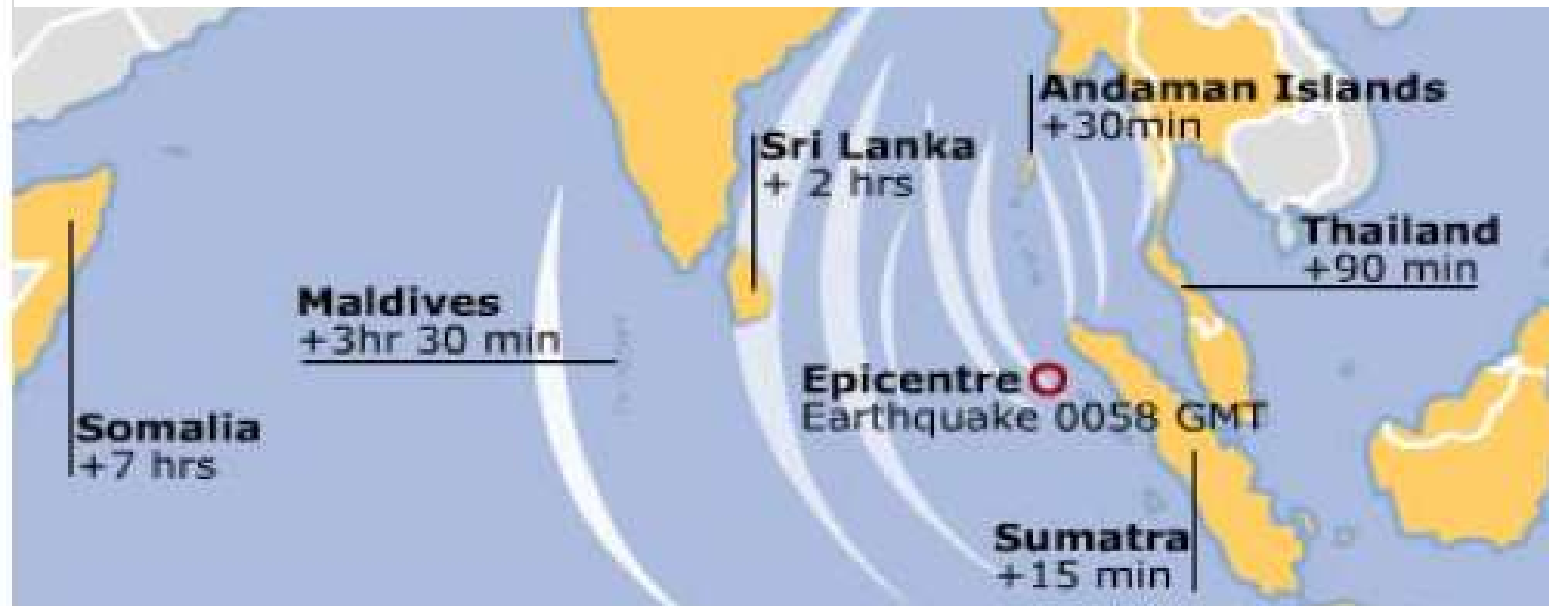 Andaman Islands
+30min
Sri Lanka
+ 2 hrs
Thailand
+90 min
Maldives
+3hr 30 min
Epicentre
Earthquake 0058 GMT
Somalia
+7 hrs
Sumatra
+15 min